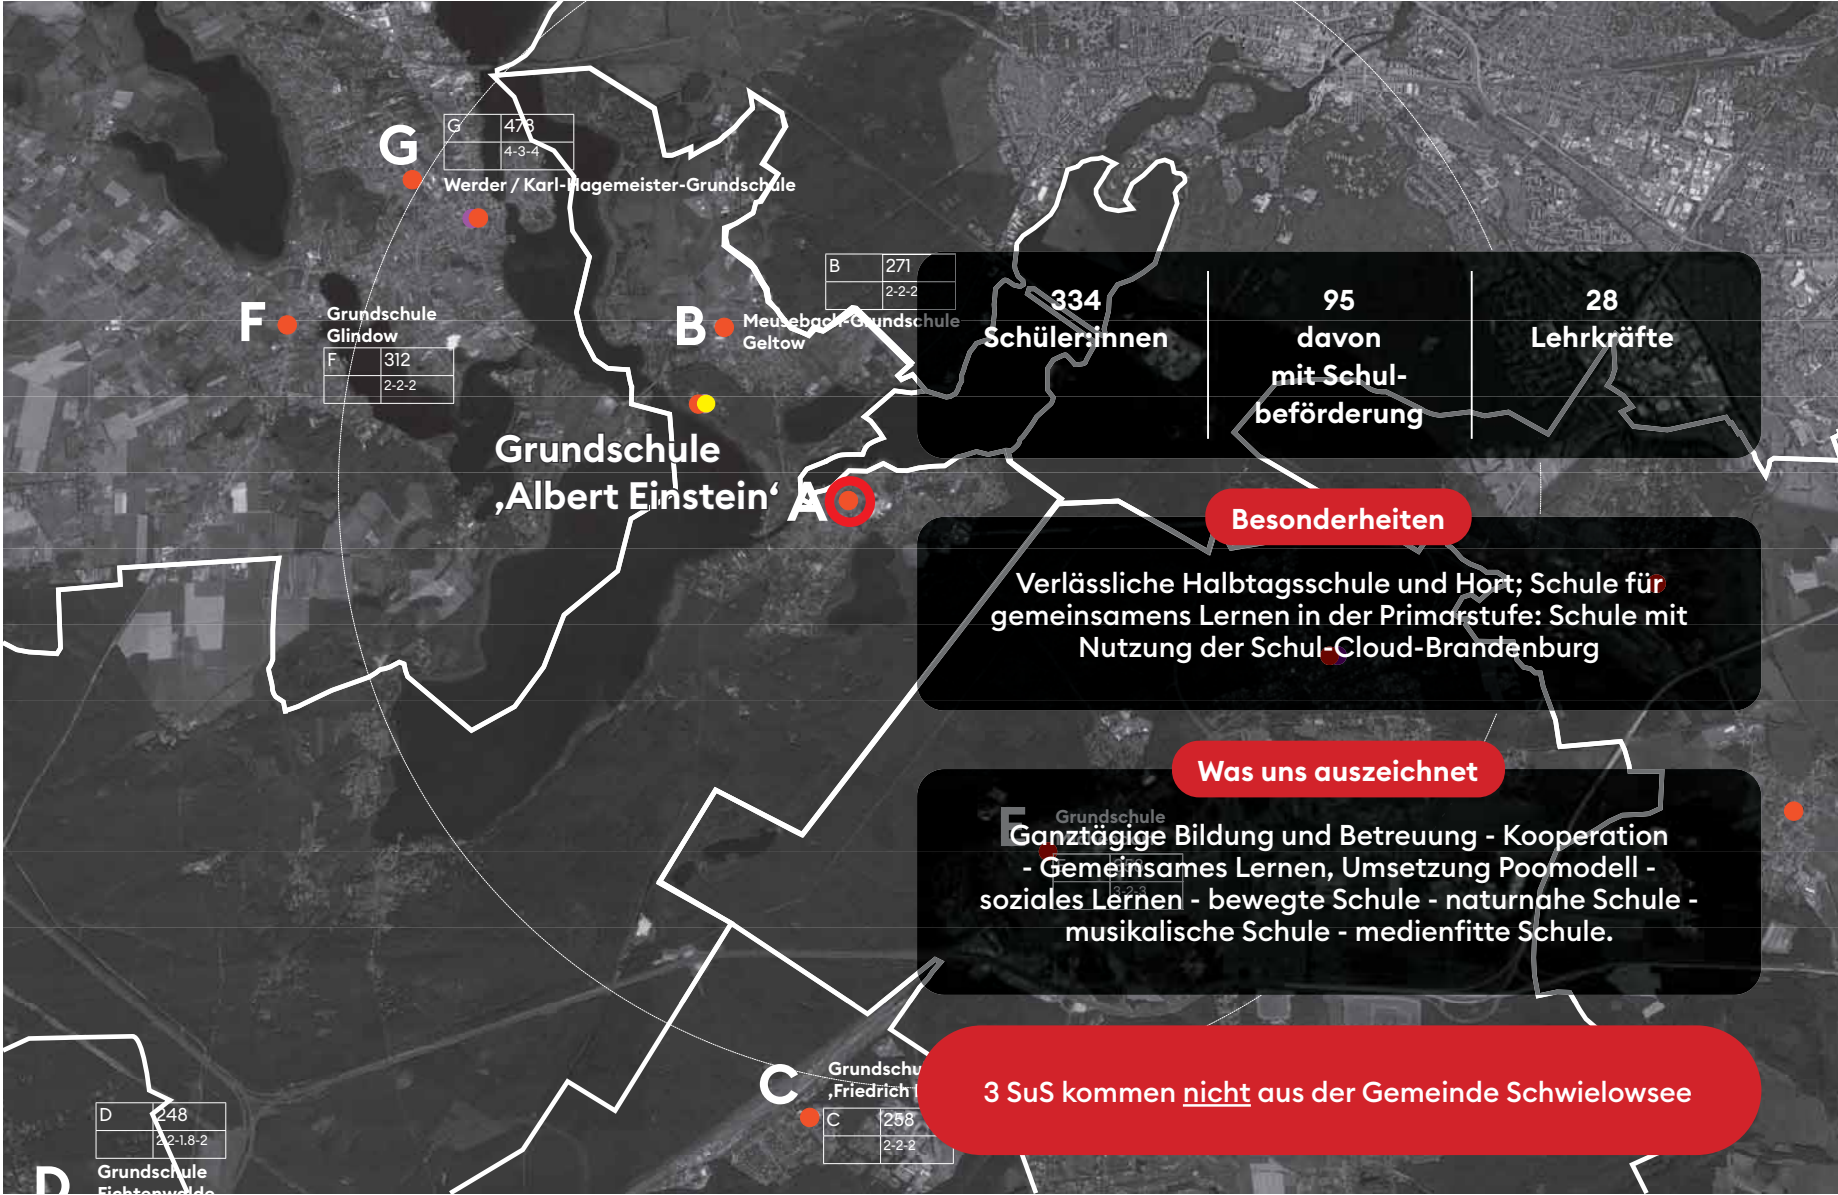 G
G 478
4-3-4
Werder / Karl-Hagemeister-Grundschule
F
Grundschule
Glindow
F 312
2-2-2
B 271
2-2-2
B
Meusebach-Grundschule
Geltow
Grundschule
‚Albert Einstein‘ A
334
Schüler:innen
95
davon
mit Schul-
beförderung
28
Lehrkräfte
Besonderheiten
Verlässliche Halbtagsschule und Hort; Schule für
gemeinsamens Lernen in der Primarstufe: Schule mit
Nutzung der Schul-Cloud-Brandenburg
Was uns auszeichnet
E
Grundschule
E
3-2-3
Ganztägige Bildung und Betreuung - Kooperation
- Gemeinsames Lernen, Umsetzung Poomodell -
soziales Lernen - bewegte Schule - naturnahe Schule -
musikalische Schule - medienfitte Schule.
3 SuS kommen nicht aus der Gemeinde Schwielowsee
C
‚Friedrich
C 258
2-2-2
D 248
2.2-1.8-2
D
Grundschule
Fichtenwalde